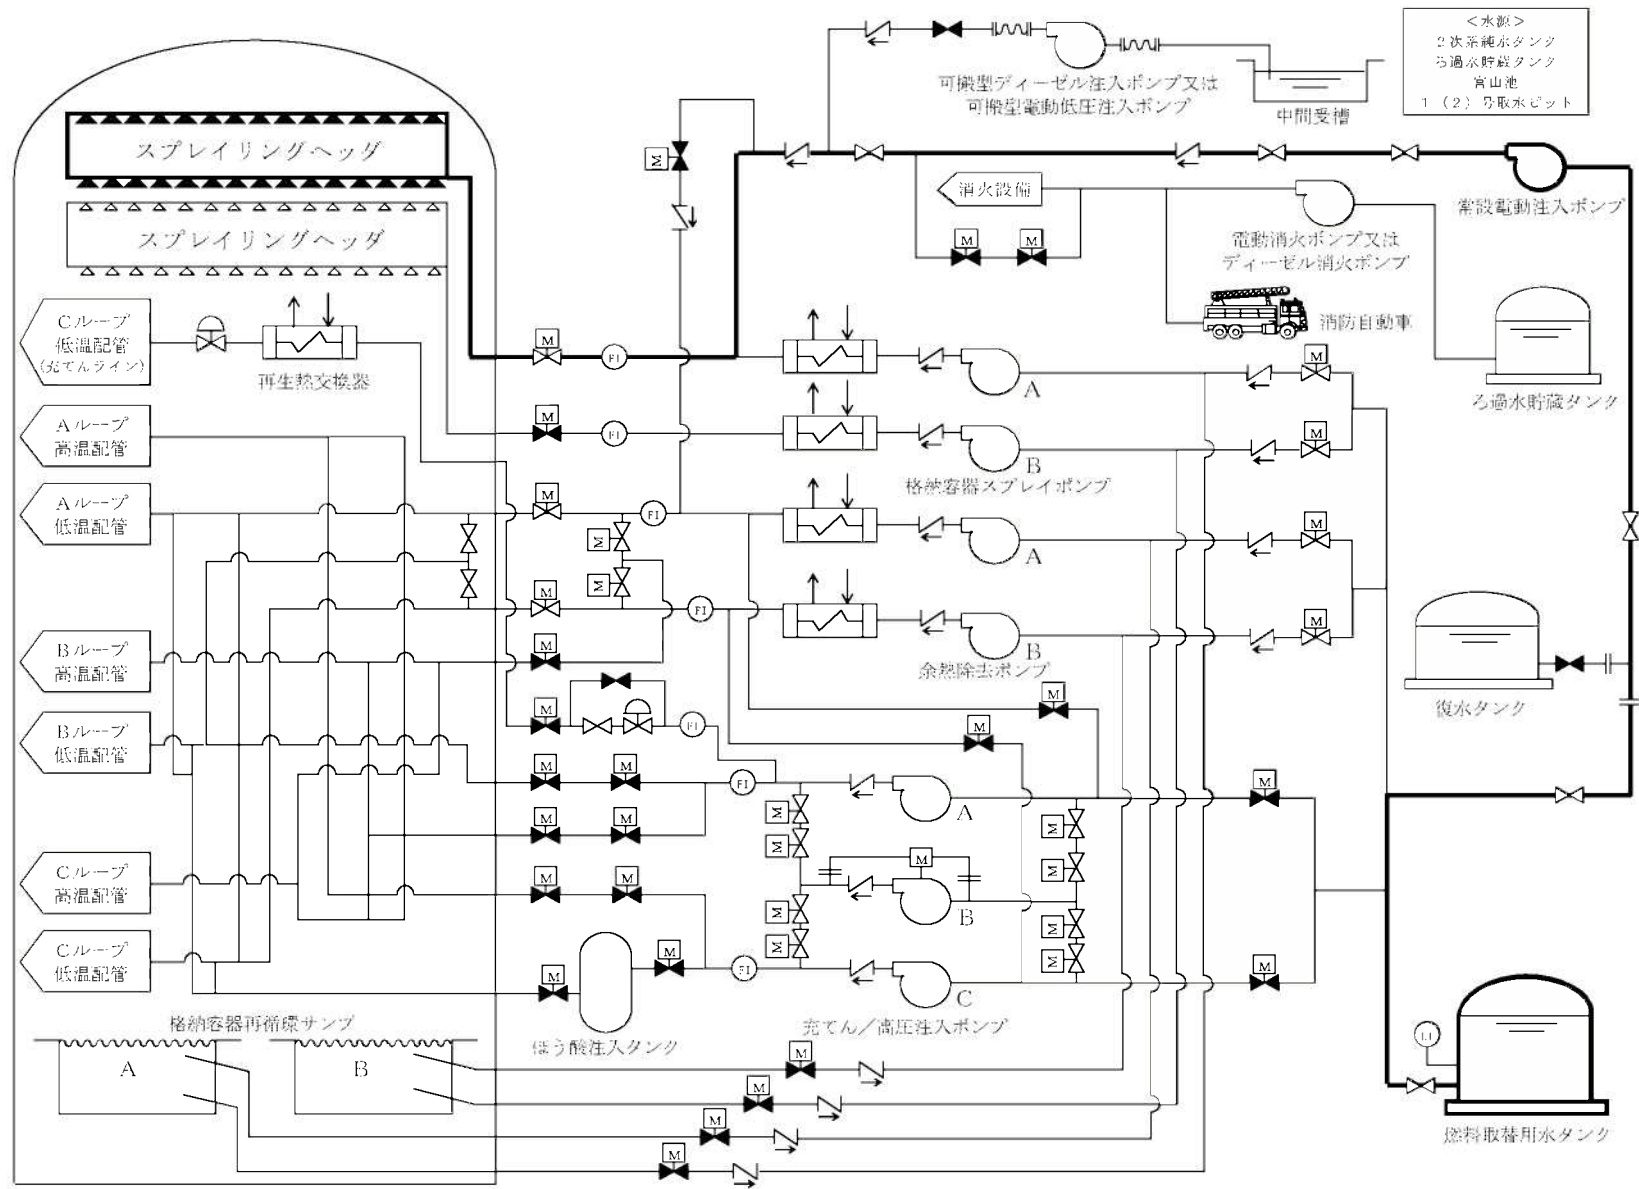 <水源>
2次系純水タンク
ろ過水貯蔵タンク
宮山池
1(2)号取水ピット
可搬型ディーゼル注入ポンプ又は
可搬型電動低圧注入ポンプ
中間受槽
スプレイリングヘッダ
スプレイリングヘッダ
M
消火設備
常設電動注入ポンプ
M
M
電動消火ポンプ又は
ディーゼル消火ポンプ
消防自動車
ろ過水貯蔵タンク
Cループ
低温配管
(充てんライン)
再生熱交換器
M
FI
A
M
Aループ
高温配管
M
FI
B
M
格納容器スプレイポンプ
Aループ
低温配管
M
FI
M
M
A
M
M
FI
B
M
余熱除去ポンプ
Bループ
高温配管
M
M
M
M
FI
復水タンク
Bループ
低温配管
M
M
FI
A
M
M
M
M
M
M
M
M
B
Cループ
高温配管
M
M
M
M
M
M
Cループ
低温配管
M
M
FI
C
M
充てん/高圧注入ポンプ
ほう酸注入タンク
格納容器再循環サンプ
A
B
M
M
M
M
LI
燃料取替用水タンク